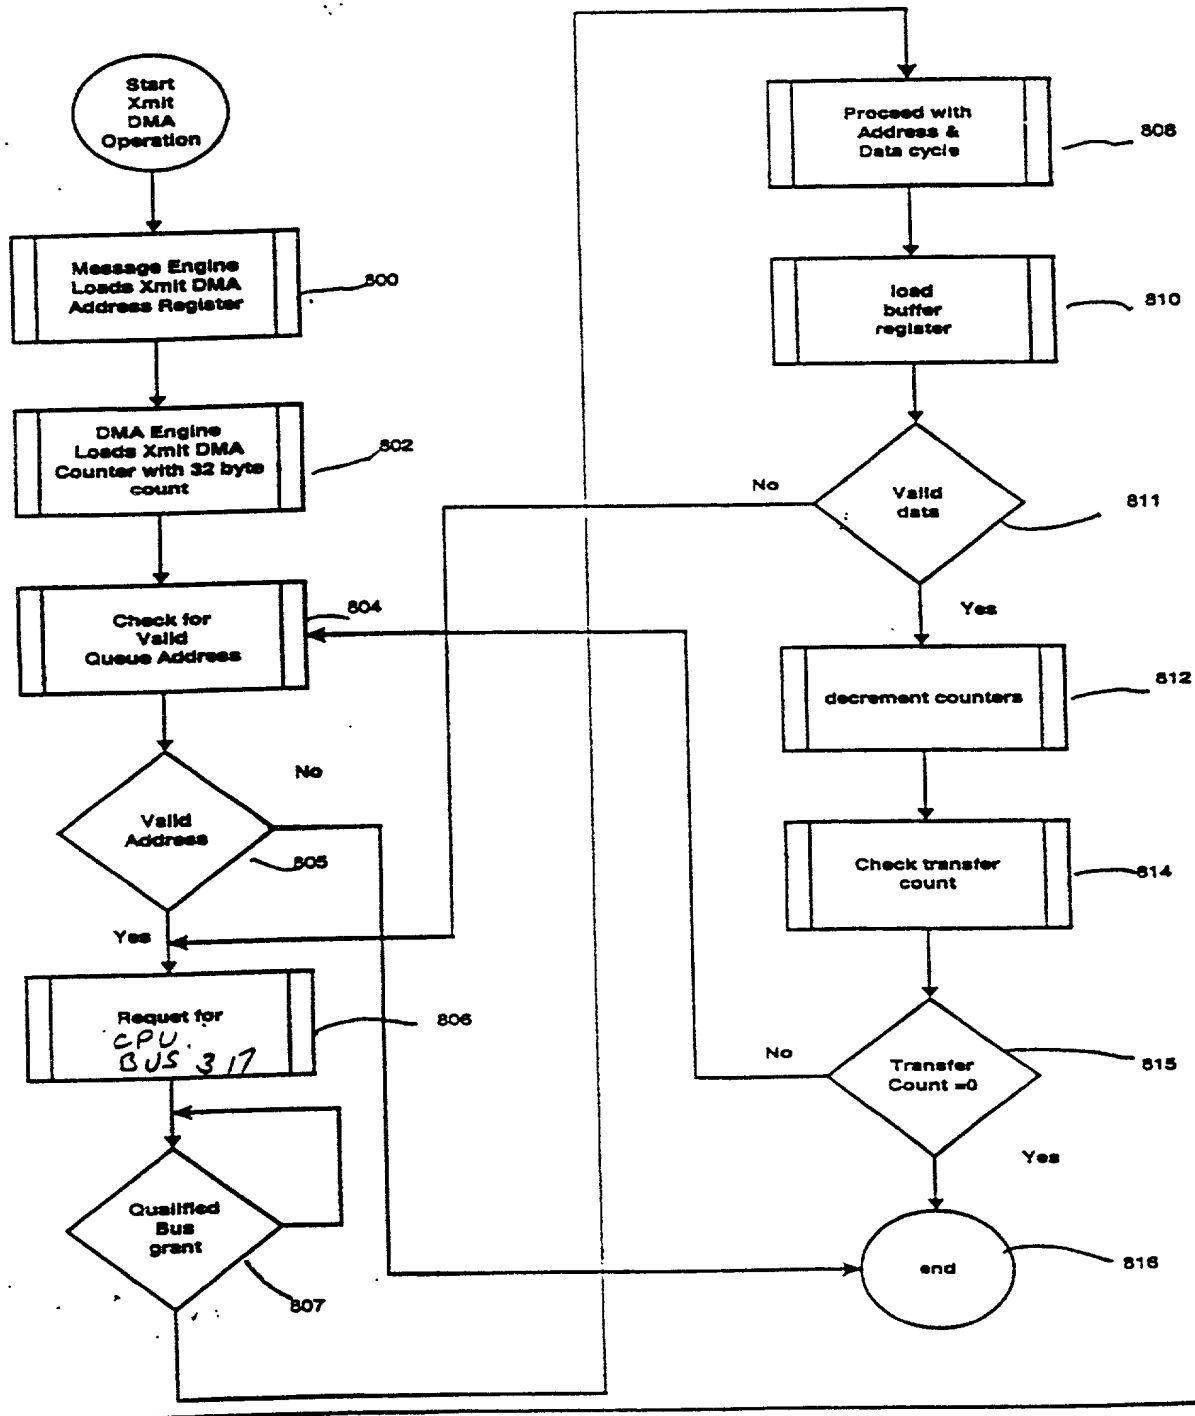 Start
Xmit
DMA
Operation
Message Engine
Loads Xmit DMA
Address Register
800
DMA Engine
Loads Xmit DMA
Counter with 32 byte
count
802
Check for
Valid
Queue Address
804
Valid
Address
No
805
Yes
Requet for
CPU.
BUS 317
806
Qualified
Bus
grant
807
Proceed with
Address &
Data cycle
808
load
buffer
register
810
Valid
data
No
811
Yes
decrement counters
812
Check transfer
count
814
Transfer
Count =0
No
815
Yes
end
816